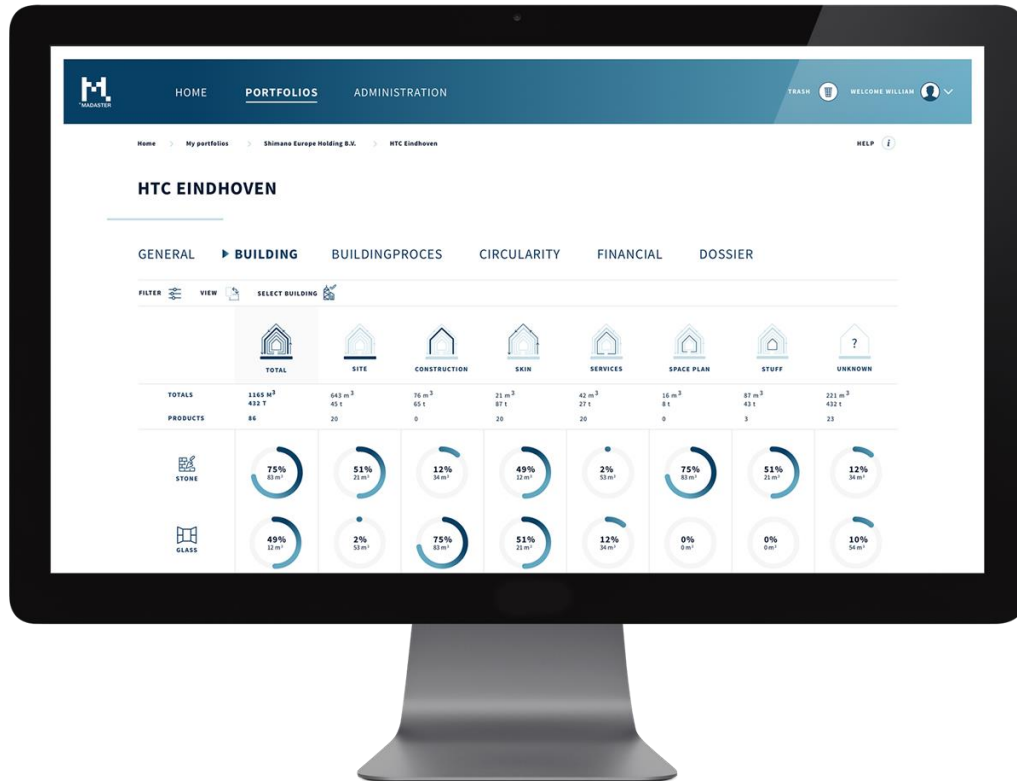 M.
MADASTER
HOME PORTFOLIOS ADMINISTRATION TRASH WELCOME WILLIAM
Home My portfolios Shimano Europe Holding B.V. HTC Eindhoven HELP i
HTC EINDHOVEN
GENERAL BUILDING BUILDINGPROCES CIRCULARITY FINANCIAL DOSSIER
FILTER VIEW SELECT BUILDING
?
TOTAL SITE CONSTRUCTION SKIN SERVICES SPACE PLAN STUFF UNKNOWN
TOTALS 1165 M³ 643 m³ 76 m³ 21 m³ 42 m³ 16 m³ 87 m³ 221 m³
432 T 45 t 65 t 87 t 27 t 8 t 43 t 432 t
PRODUCTS 86 20 0 20 20 0 3 23
75% 51% 12% 49% 2% 75% 51% 12%
STONE 83 m³ 21 m³ 34 m³ 12 m³ 53 m³ 83 m³ 21 m³ 34 m³
49% 2% 75% 51% 12% 0% 0% 10%
GLASS 12 m³ 53 m³ 83 m³ 21 m³ 34 m³ 0 m³ 0 m³ 54 m³